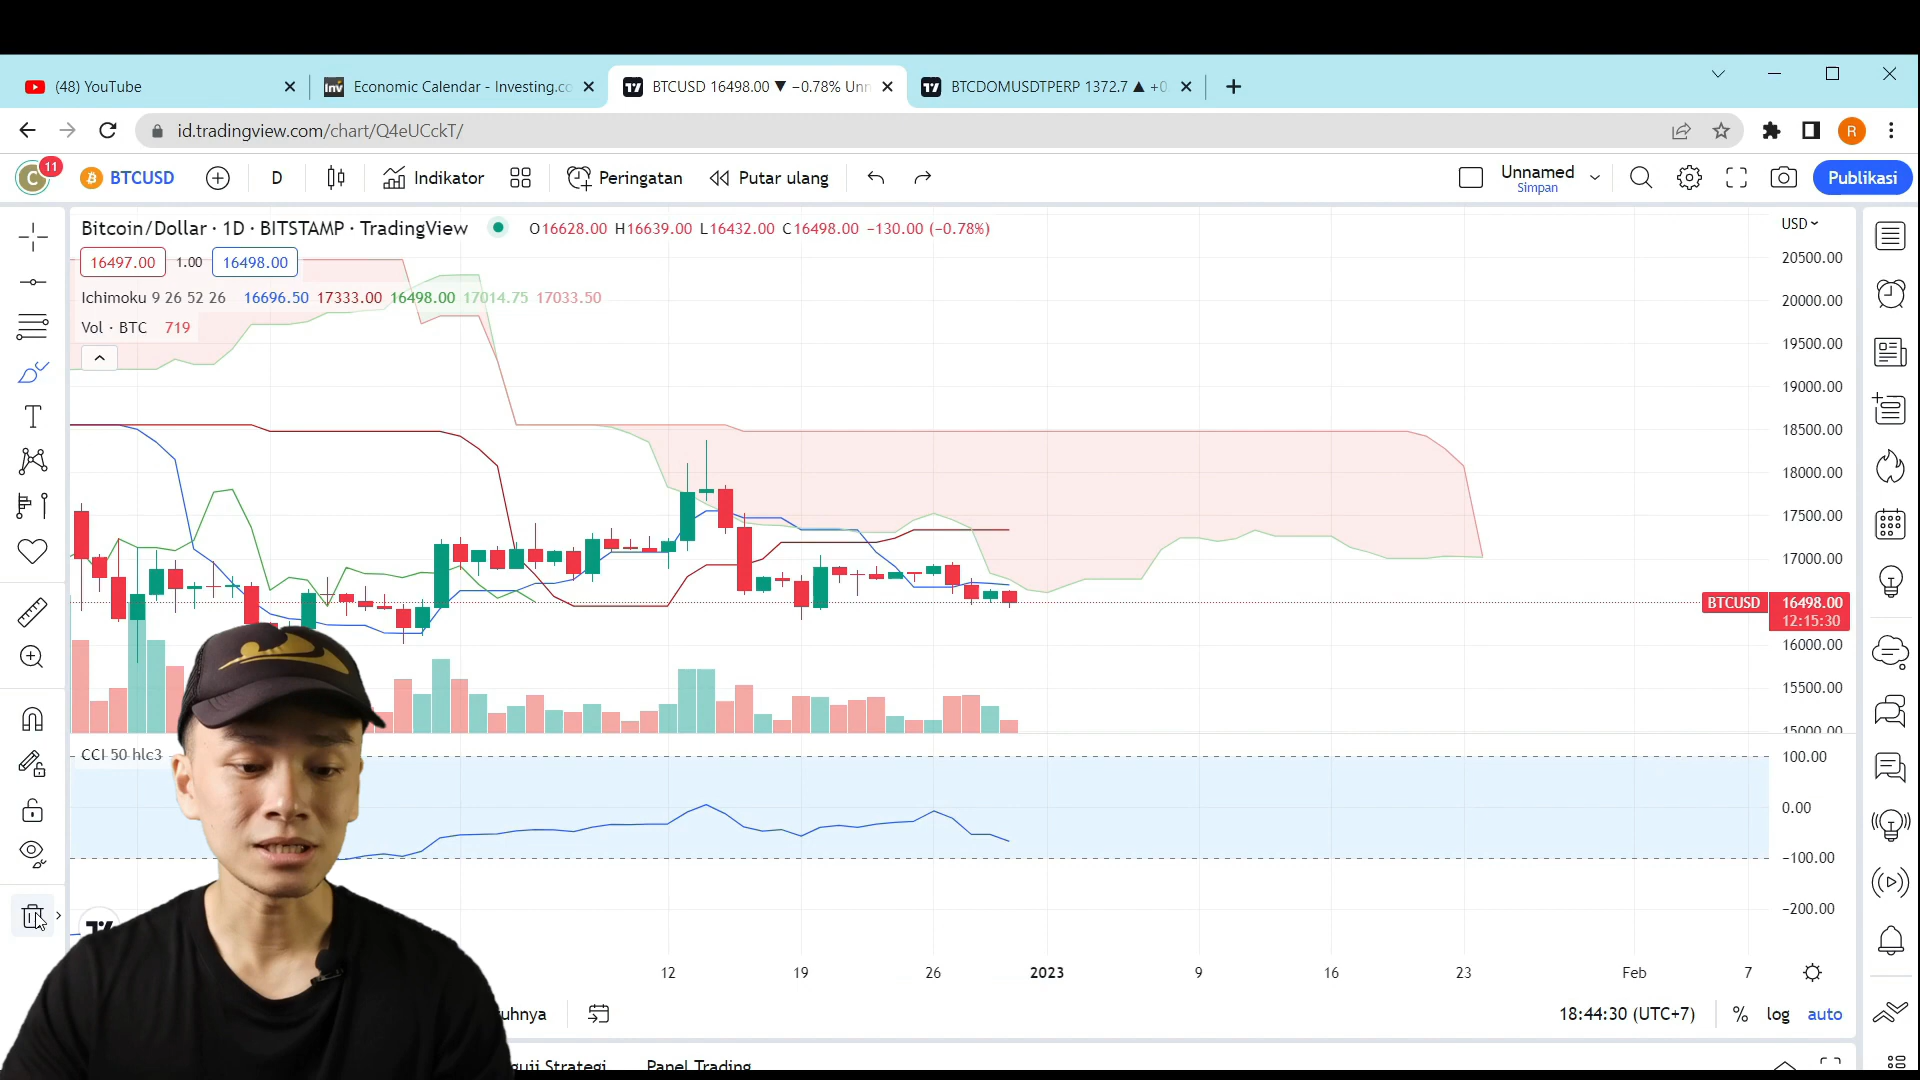 (48) YouTube
Economic Calendar - Investing.co
BTCUSD 16498.00 ▼ −0.78% Unn
BTCDOMUSDTPERP 1372.7 ▲ +0.
id.tradingview.com/chart/Q4eUCckT/
R
C
11
BTCUSD
D
Indikator
Peringatan
Putar ulang
Unnamed
Simpan
Publikasi
Bitcoin/Dollar · 1D · BITSTAMP · TradingView
O16628.00 H16639.00 L16432.00 C16498.00 −130.00 (−0.78%)
USD
16497.00
1.00
16498.00
Ichimoku 9 26 52 26 16696.50 17333.00 16498.00 17014.75 17033.50
Vol · BTC 719
20500.00
20000.00
19500.00
19000.00
18500.00
18000.00
17500.00
17000.00
BTCUSD
16498.00
12:15:30
16000.00
15500.00
15000.00
CCI 50 hlc3
100.00
0.00
−100.00
−200.00
12
19
26
2023
9
16
23
Feb
7
uhnya
18:44:30 (UTC+7)
%
log
auto
guji Strategi
Panel Trading